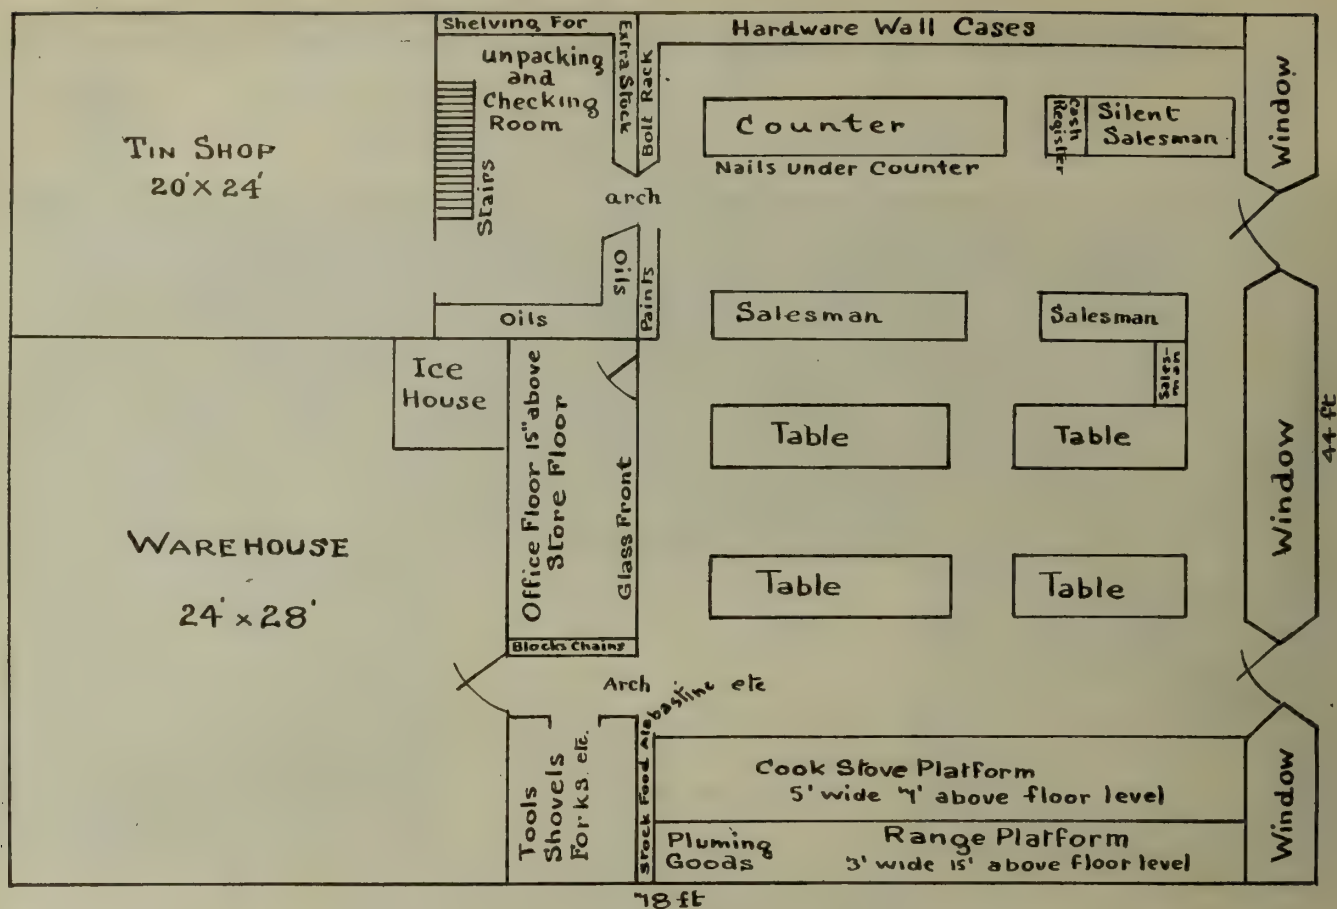 Shelving For
Extra Stock
Bolt Rack
Hardware Wall Cases
Window
unpacking
and
Checking
Room
Stairs
TIN SHOP
20' X 24'
Counter
Nails under Counter
Cash
Register
Silent
Salesman
arch
Oils
Oils
Paints
Salesman
Salesman
Sales-
man
Ice
House
Office Floor 15" above
Store Floor
Glass Front
Table
Table
Window
44 ft
WAREHOUSE
24' x 28'
Table
Table
Blocks Chains
Arch
Stock Food Alabastine etc
Tools
Shovels
Forks. etc.
Cook Stove Platform
5' wide 7' above floor level
Pluming
Goods
Range Platform
3' wide 15' above floor level
Window
78 ft